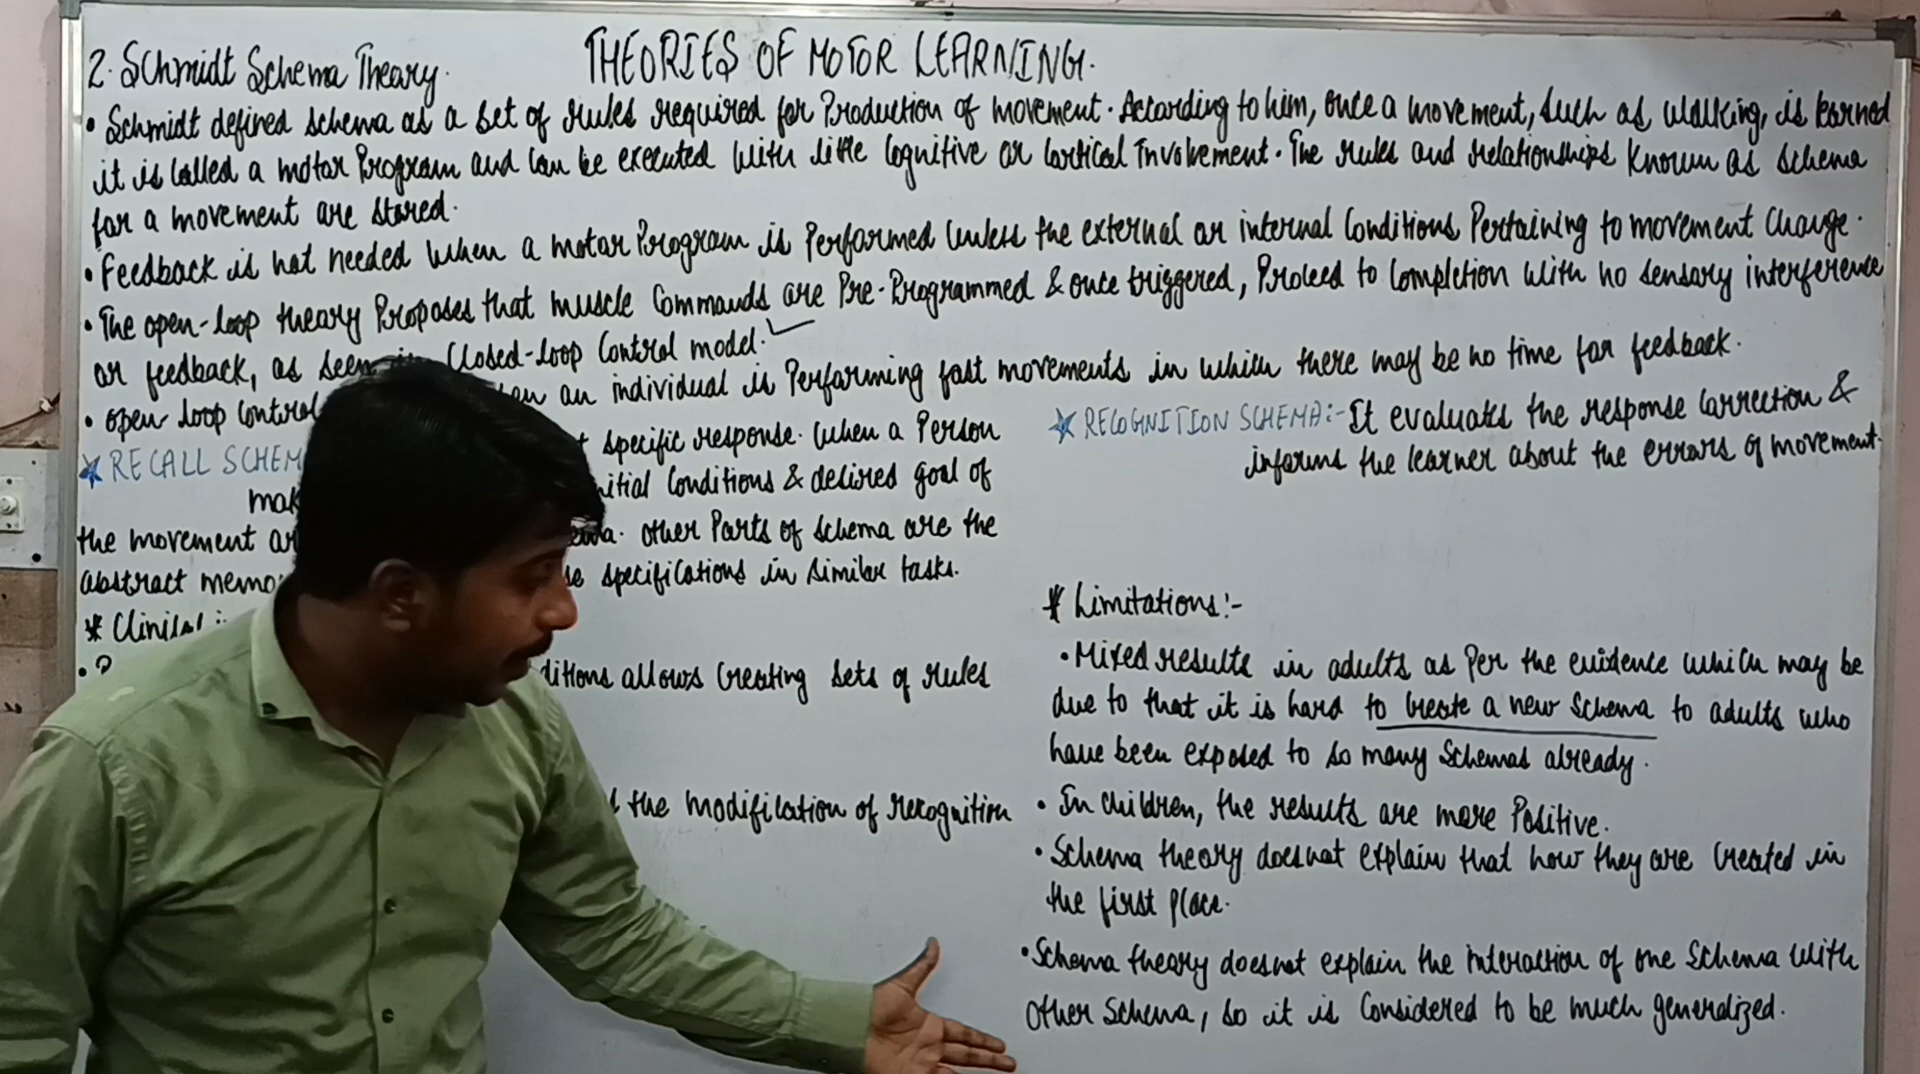 THEORIES OF MOTOR LEARNING.
2. Schmidt Schema Theory.
• Schmidt defined schema as a set of rules required for Production of movement. According to him, once a movement, such as walking, is learned
it is called a motor Program and can be executed with little cognitive or cortical Involvement. The rules and relationships known as schema
for a movement are stored.
• Feedback is not needed when a motor Program is Performed unless the external or internal conditions Pertaining to movement change.
• The open-loop theory Proposes that muscle commands are Pre-Programmed & once triggered, Proceed to completion with no sensory interference
or feedback, as seen in closed-loop control model.
• open loop control an individual is Performing fast movements in which there may be no time for feedback.
* RECALL SCHEM specific response. When a Person
mak initial conditions & desired goal of
the movement other Parts of schema are the
abstract memo specifications in similar tasks.
* Clinical :
ditions allows creating sets of rules
the modification of recognition
* RECOGNITION SCHEMA:- It evaluates the response correction &
informs the learner about the errors of movement.
* Limitations:-
• Mixed results in adults as Per the evidence which may be
due to that it is hard to create a new schema to adults who
have been exposed to so many Schemas already.
• In children, the results are more Positive.
• Schema theory does not explain that how they are created in
the first place.
• Schema theory does not explain the interaction of one Schema with
other schema, so it is considered to be much generalized.